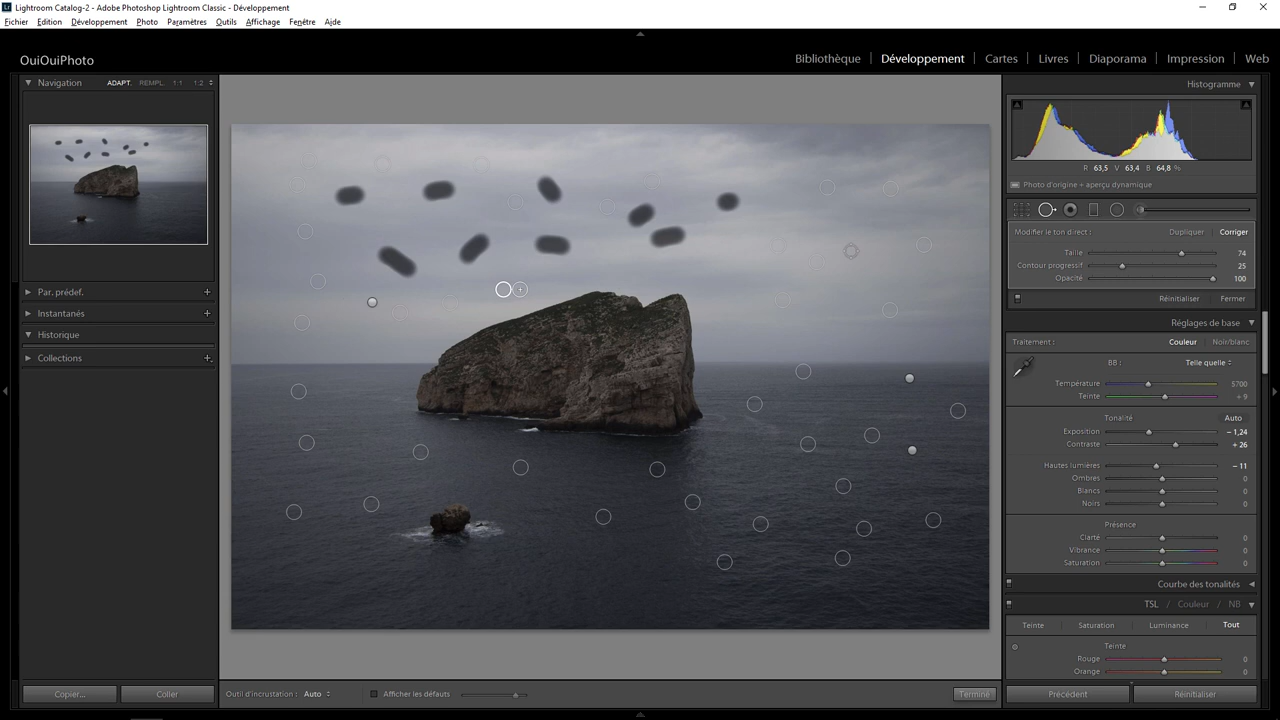 Lightroom Catalog-2 - Adobe Photoshop Lightroom Classic - Développement
Fichier Edition Développement Photo Paramètres Outils Affichage Fenêtre Aide
OuiOuiPhoto
Bibliothèque | Développement | Cartes | Livres | Diaporama | Impression | Web
Navigation ADAPT. REMPL. 1:1 1:2
Par. prédef.
Instantanés
Historique
Collections
Copier... Coller
Outil d'incrustation : Auto Afficher les défauts Terminé
Histogramme
R 63,5 V 63,4 B 64,8 %
Photo d'origine + aperçu dynamique
Modifier le ton direct : Dupliquer Corriger
Taille 74
Contour progressif 25
Opacité 100
Réinitialiser Fermer
Réglages de base
Traitement : Couleur Noir/blanc
BB : Telle quelle
Température 5700
Teinte + 9
Tonalité Auto
Exposition - 1,24
Contraste + 26
Hautes lumières - 11
Ombres 0
Blancs 0
Noirs 0
Présence
Clarté 0
Vibrance 0
Saturation 0
Courbe des tonalités
TSL / Couleur / NB
Teinte Saturation Luminance Tout
Teinte
Rouge 0
Orange 0
Précédent Réinitialiser